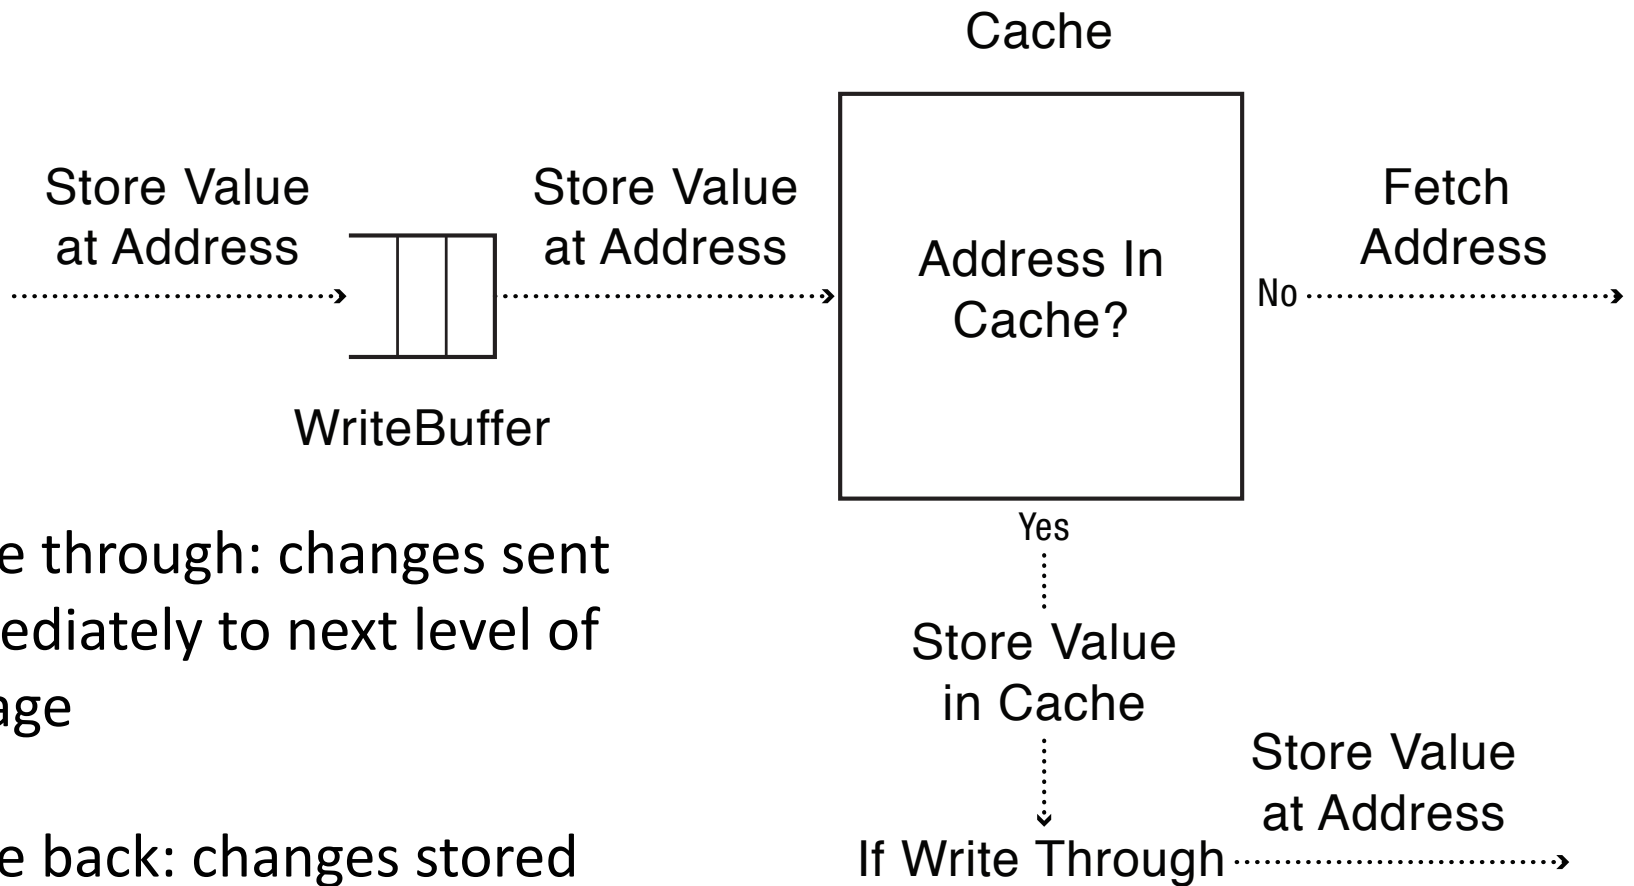 Cache
Store Value
at Address
Store Value
at Address
Address In
Cache?
Fetch
Address
No
WriteBuffer
Yes
e through: changes sent
ediately to next level of
age
Store Value
in Cache
Store Value
at Address
e back: changes stored
If Write Through